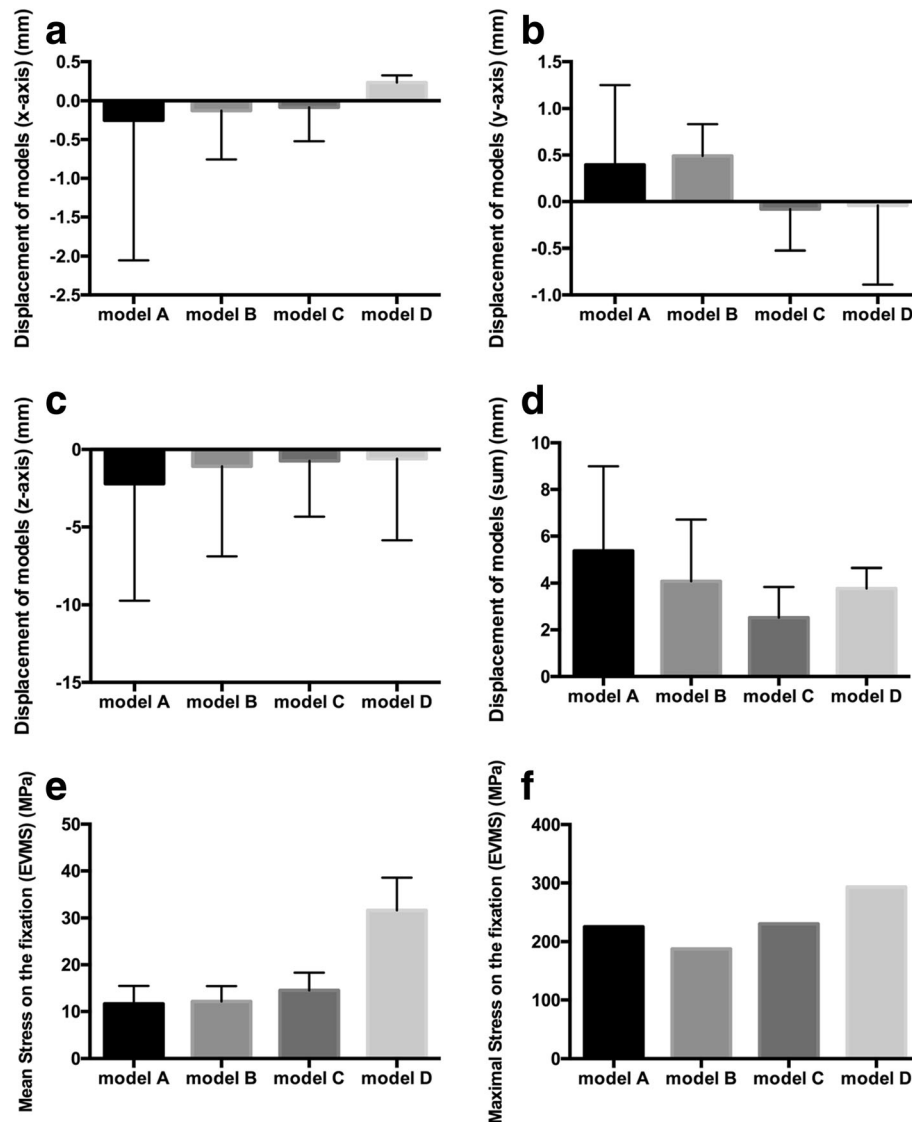 a
Displacement of models (x-axis) (mm)
0.5
0.0
-0.5
-1.0
-1.5
-2.0
-2.5
model A model B model C model D
b
Displacement of models (y-axis) (mm)
1.5
1.0
0.5
0.0
-0.5
-1.0
model A model B model C model D
c
Displacement of models (z-axis) (mm)
0
-5
-10
-15
model A model B model C model D
d
Displacement of models (sum) (mm)
10
8
6
4
2
0
model A model B model C model D
e
Mean Stress on the fixation (EVMS) (MPa)
50
40
30
20
10
0
model A model B model C model D
f
Maximal Stress on the fixation (EVMS) (MPa)
400
300
200
100
0
model A model B model C model D